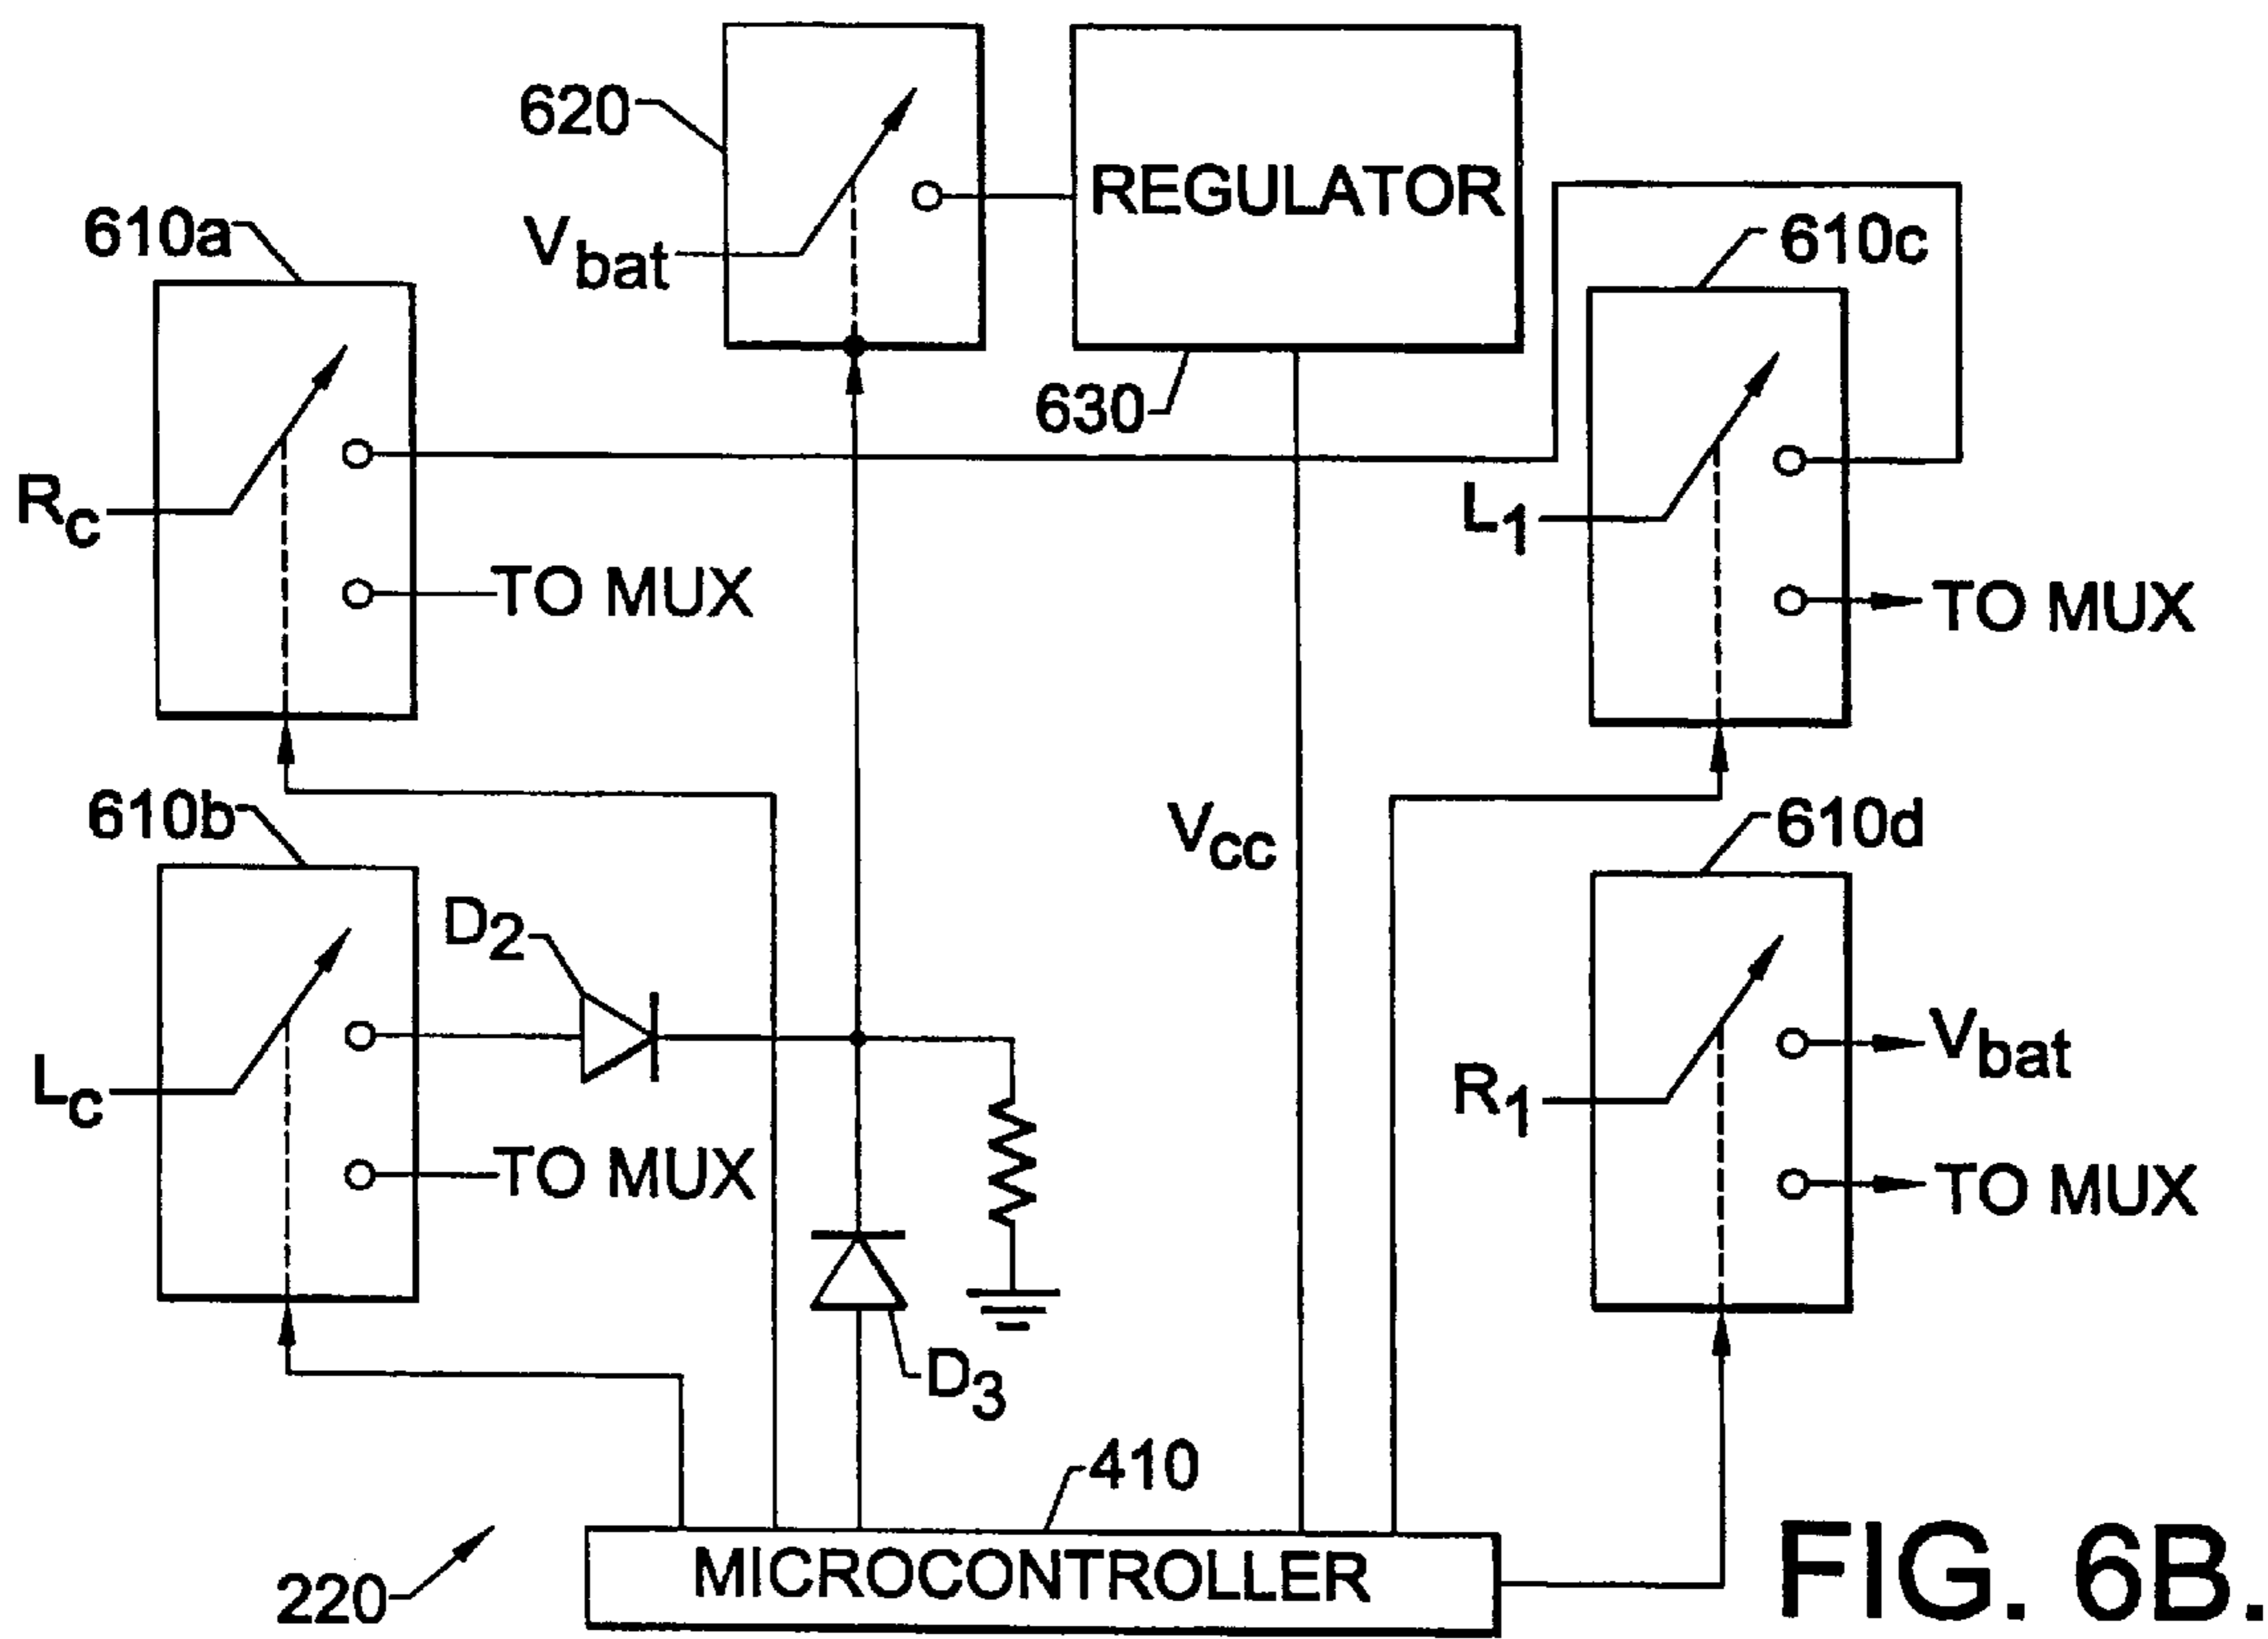 620
REGULATOR
610a
610c
Vbat
630
Rc
L1
TO MUX
TO MUX
610b
Vcc
610d
D2
Vbat
Lc
R1
TO MUX
TO MUX
D3
410
MICROCONTROLLER
220
FIG. 6B.